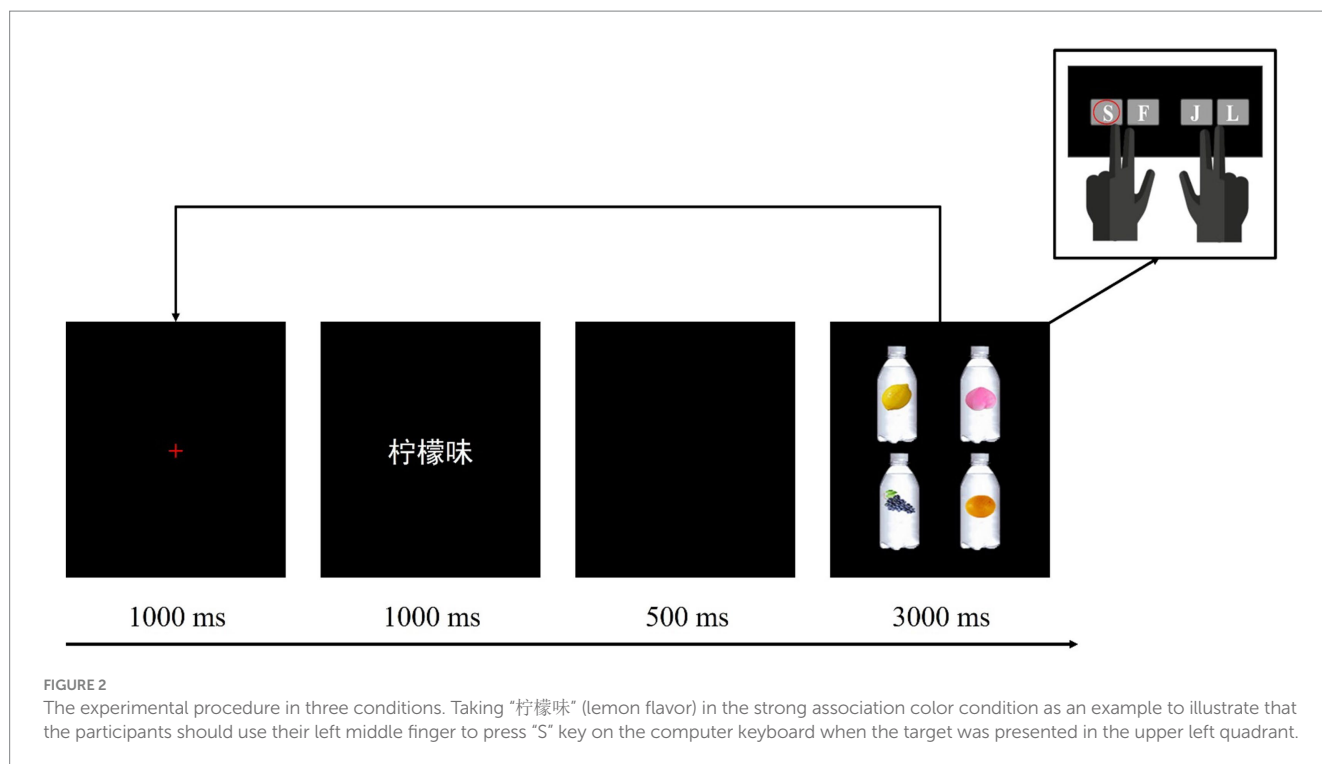 S F J L
+
柠檬味
1000 ms 1000 ms 500 ms 3000 ms
FIGURE 2
The experimental procedure in three conditions. Taking “柠檬味” (lemon flavor) in the strong association color condition as an example to illustrate that
the participants should use their left middle finger to press “S” key on the computer keyboard when the target was presented in the upper left quadrant.